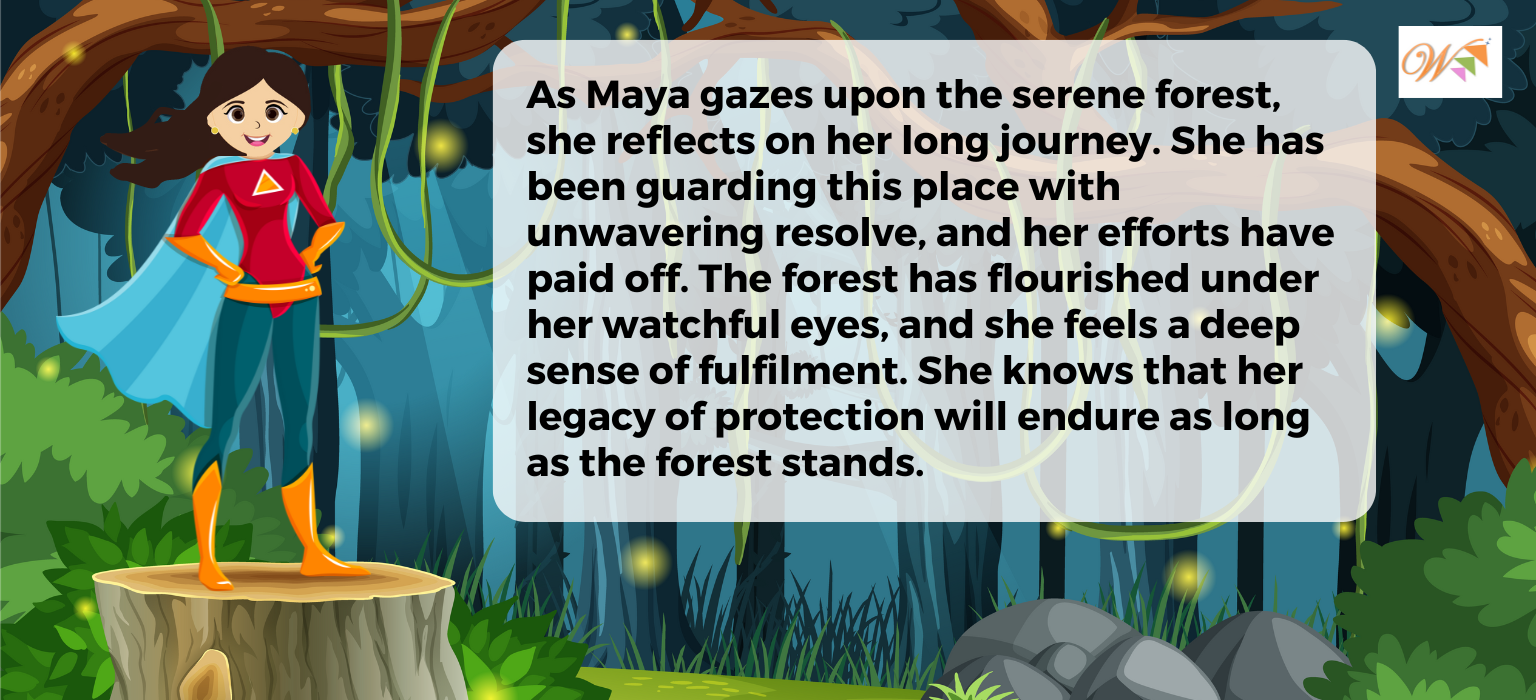 As Maya gazes upon the serene forest,
she reflects on her long journey. She has
been guarding this place with
unwavering resolve, and her efforts have
paid off. The forest has flourished under
her watchful eyes, and she feels a deep
sense of fulfilment. She knows that her
legacy of protection will endure as long
as the forest stands.
W